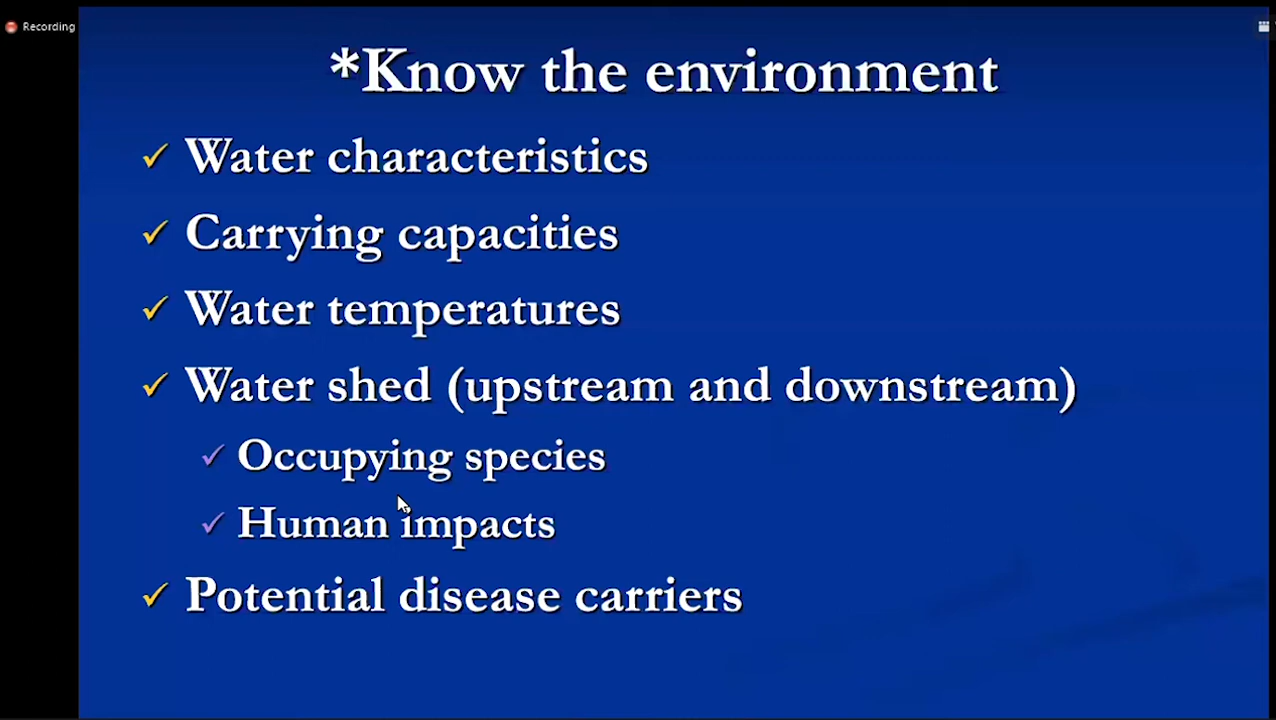 Recording
*Know the environment
Water characteristics
Carrying capacities
Water temperatures
Water shed (upstream and downstream)
Occupying species
Human impacts
Potential disease carriers